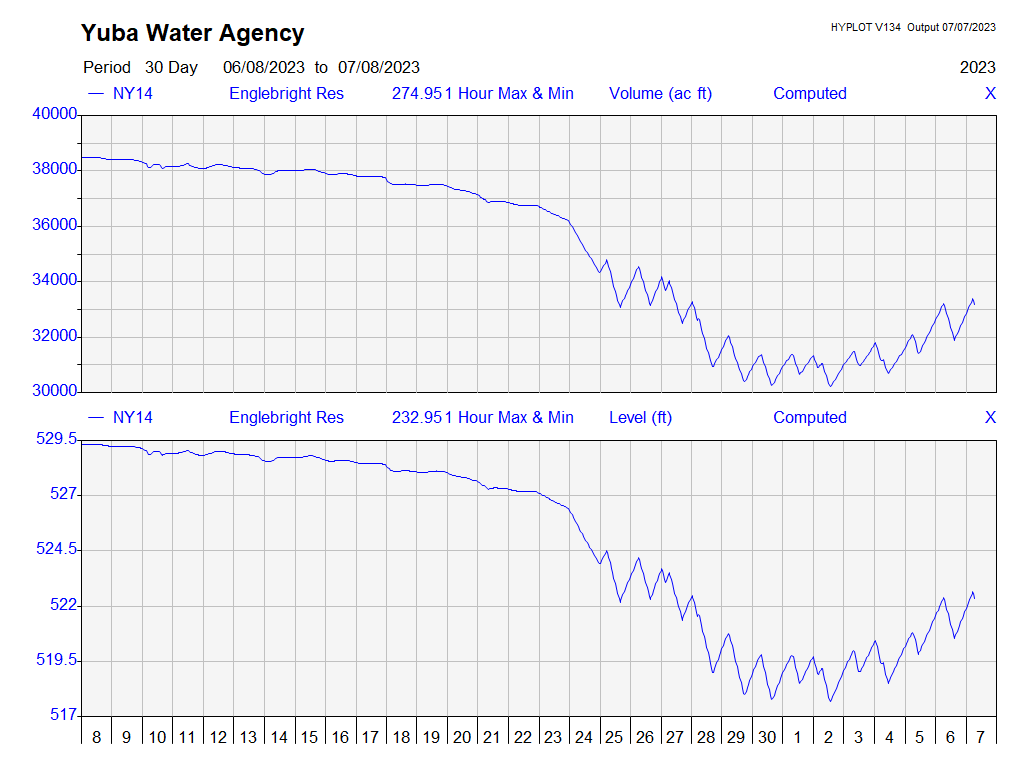 Yuba Water Agency
HYPLOT V134 Output 07/07/2023
Period 30 Day 06/08/2023 to 07/08/2023 2023
— NY14 Englebright Res 274.951 Hour Max & Min Volume (ac ft) Computed X
40000
38000
36000
34000
32000
30000
— NY14 Englebright Res 232.951 Hour Max & Min Level (ft) Computed X
529.5
527
524.5
522
519.5
517
8 9 10 11 12 13 14 15 16 17 18 19 20 21 22 23 24 25 26 27 28 29 30 1 2 3 4 5 6 7